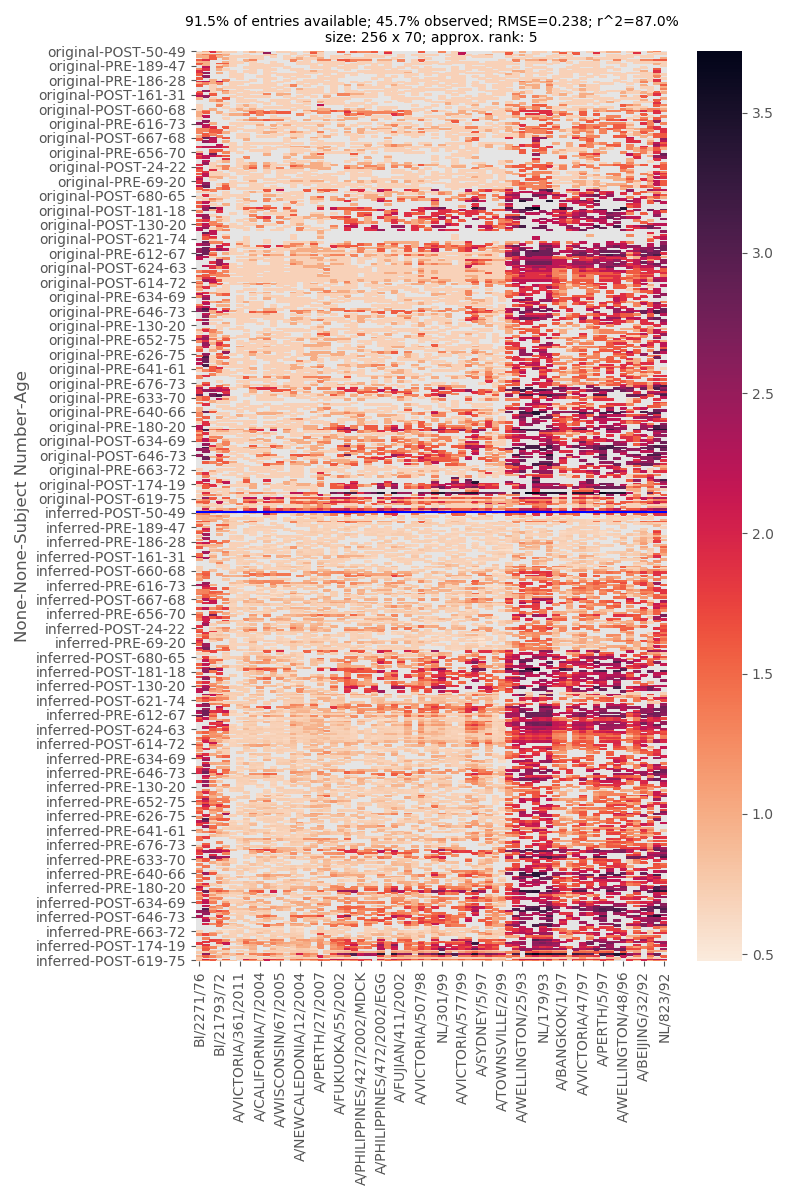 91.5% of entries available; 45.7% observed; RMSE=0.238; r^2=87.0%
size: 256 x 70; approx. rank: 5
None-None-Subject Number-Age
original-POST-50-49
original-PRE-189-47
original-PRE-186-28
original-POST-161-31
original-POST-660-68
original-PRE-616-73
original-POST-667-68
original-PRE-656-70
original-POST-24-22
original-PRE-69-20
original-POST-680-65
original-POST-181-18
original-POST-130-20
original-POST-621-74
original-PRE-612-67
original-POST-624-63
original-POST-614-72
original-PRE-634-69
original-PRE-646-73
original-PRE-130-20
original-PRE-652-75
original-PRE-626-75
original-PRE-641-61
original-PRE-676-73
original-PRE-633-70
original-PRE-640-66
original-PRE-180-20
original-POST-634-69
original-POST-646-73
original-PRE-663-72
original-POST-174-19
original-POST-619-75
inferred-POST-50-49
inferred-PRE-189-47
inferred-PRE-186-28
inferred-POST-161-31
inferred-POST-660-68
inferred-PRE-616-73
inferred-POST-667-68
inferred-PRE-656-70
inferred-POST-24-22
inferred-PRE-69-20
inferred-POST-680-65
inferred-POST-181-18
inferred-POST-130-20
inferred-POST-621-74
inferred-PRE-612-67
inferred-POST-624-63
inferred-POST-614-72
inferred-PRE-634-69
inferred-PRE-646-73
inferred-PRE-130-20
inferred-PRE-652-75
inferred-PRE-626-75
inferred-PRE-641-61
inferred-PRE-676-73
inferred-PRE-633-70
inferred-PRE-640-66
inferred-PRE-180-20
inferred-POST-634-69
inferred-POST-646-73
inferred-PRE-663-72
inferred-POST-174-19
inferred-POST-619-75
BI/2271/76
BI/21793/72
A/VICTORIA/361/2011
A/CALIFORNIA/7/2004
A/WISCONSIN/67/2005
A/NEWCALEDONIA/12/2004
A/PERTH/27/2007
A/FUKUOKA/55/2002
A/PHILIPPINES/427/2002/MDCK
A/PHILIPPINES/472/2002/EGG
A/FUJIAN/411/2002
A/VICTORIA/507/98
NL/301/99
A/VICTORIA/577/99
A/SYDNEY/5/97
A/TOWNSVILLE/2/99
A/WELLINGTON/25/93
NL/179/93
A/BANGKOK/1/97
A/VICTORIA/47/97
A/PERTH/5/97
A/WELLINGTON/48/96
A/BEIJING/32/92
NL/823/92
3.5
3.0
2.5
2.0
1.5
1.0
0.5